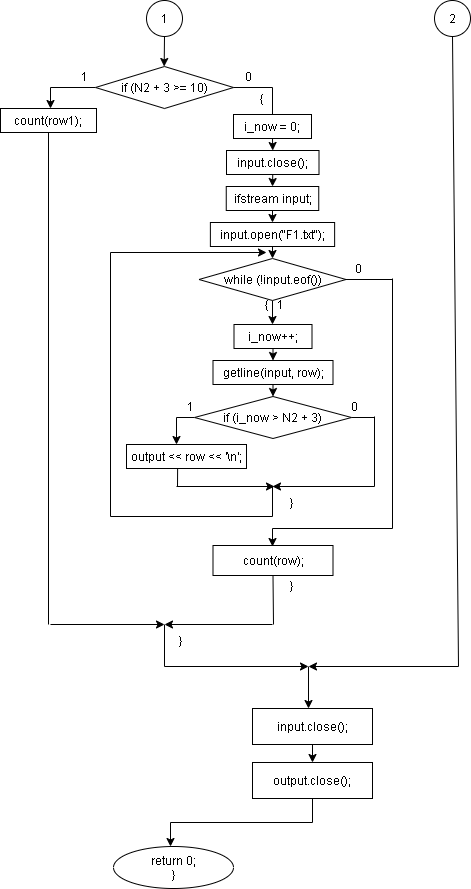 1
2
if (N2 + 3 >= 10)
1
0
{
count(row1);
i_now = 0;
input.close();
ifstream input;
input.open("F1.txt");
while (!input.eof())
0
{ 1
i_now++;
getline(input, row);
if (i_now > N2 + 3)
1
0
output << row << '\n';
}
count(row);
}
}
input.close();
output.close();
return 0;
}